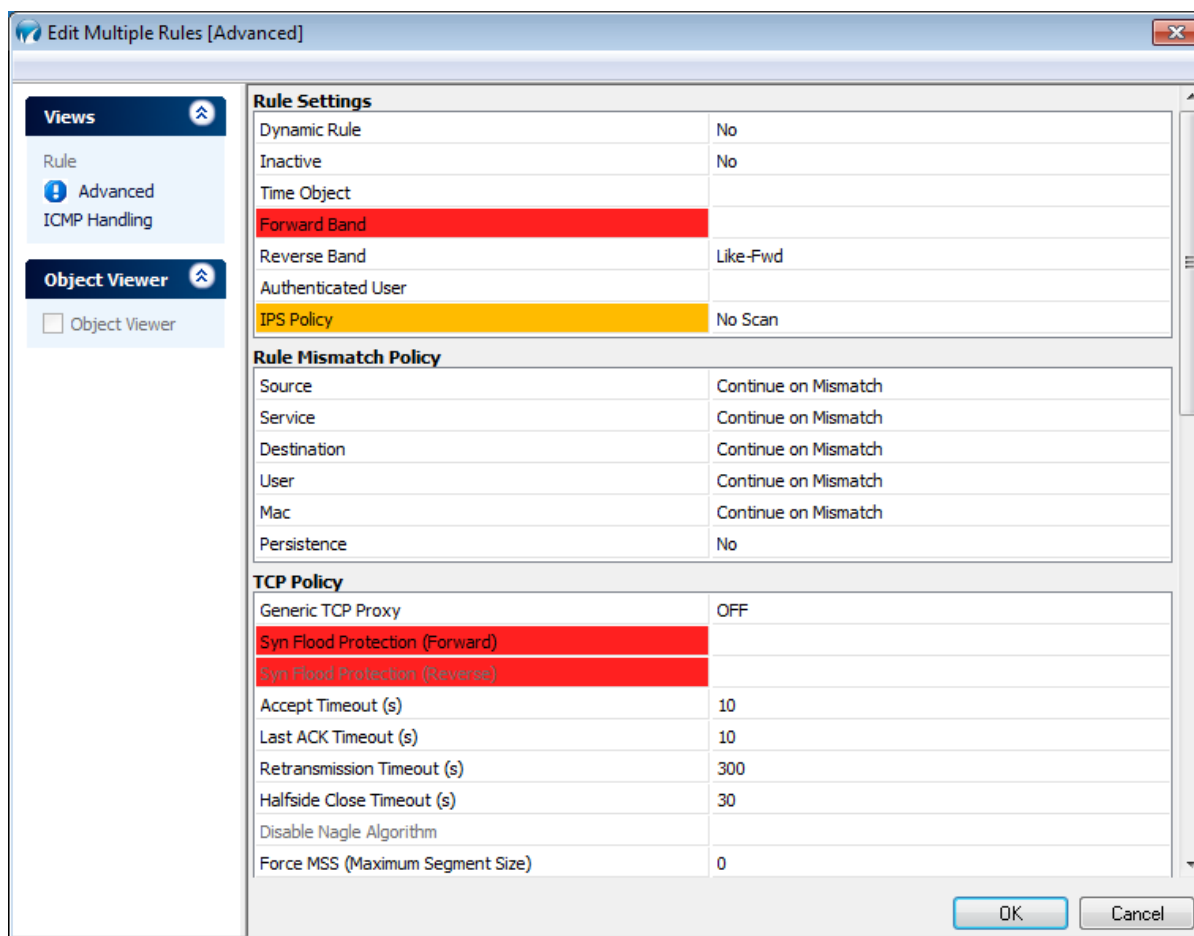 Edit Multiple Rules [Advanced]
Views
Rule
Advanced
ICMP Handling
Object Viewer
Object Viewer
Rule Settings
Dynamic Rule No
Inactive No
Time Object
Forward Band
Reverse Band Like-Fwd
Authenticated User
IPS Policy No Scan
Rule Mismatch Policy
Source Continue on Mismatch
Service Continue on Mismatch
Destination Continue on Mismatch
User Continue on Mismatch
Mac Continue on Mismatch
Persistence No
TCP Policy
Generic TCP Proxy OFF
Syn Flood Protection (Forward)
Syn Flood Protection (Reverse)
Accept Timeout (s) 10
Last ACK Timeout (s) 10
Retransmission Timeout (s) 300
Halfside Close Timeout (s) 30
Disable Nagle Algorithm
Force MSS (Maximum Segment Size) 0
OK Cancel